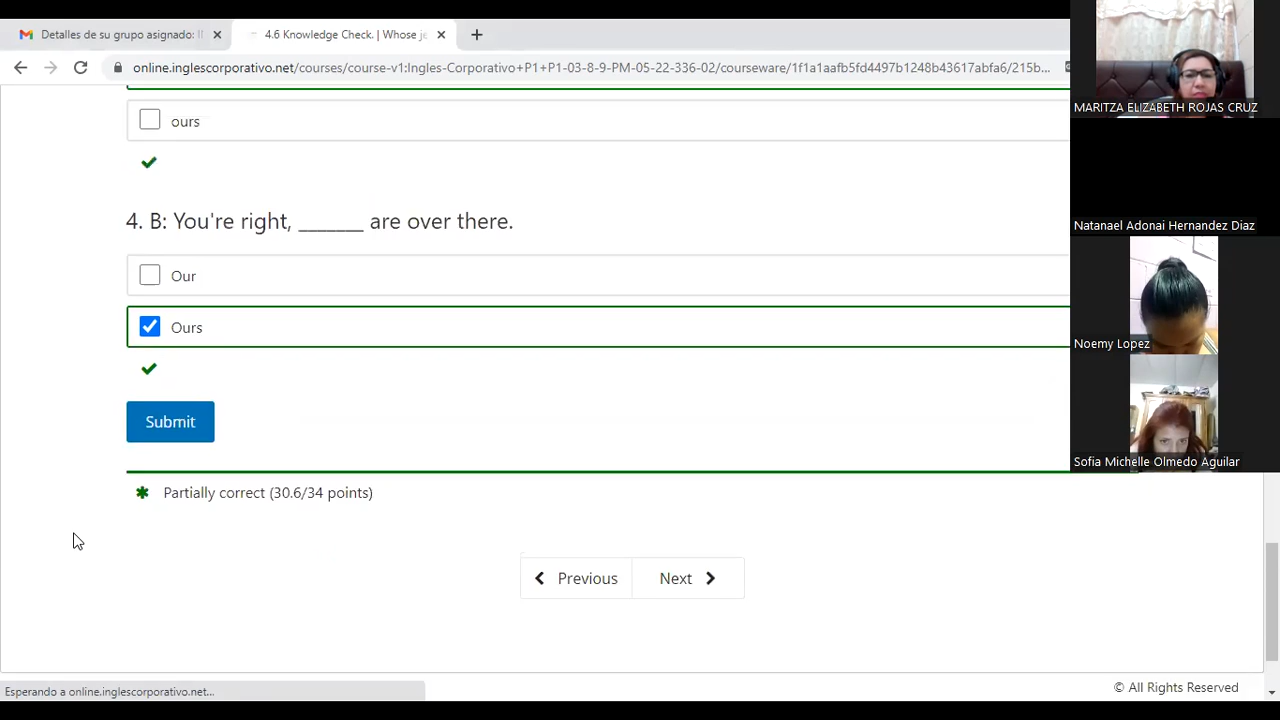 Detalles de su grupo asignado: I
4.6 Knowledge Check. | Whose je
online.inglescorporativo.net/courses/course-v1:Ingles-Corporativo+P1+P1-03-8-9-PM-05-22-336-02/courseware/1f1a1aafb5fd4497b1248b43617abfa6/215b...
MARITZA ELIZABETH ROJAS CRUZ
ours
4. B: You're right, _______ are over there.
Natanael Adonai Hernandez Diaz
Our
Ours
Noemy Lopez
Submit
Sofia Michelle Olmedo Aguilar
Partially correct (30.6/34 points)
Previous
Next
© All Rights Reserved
Esperando a online.inglescorporativo.net...